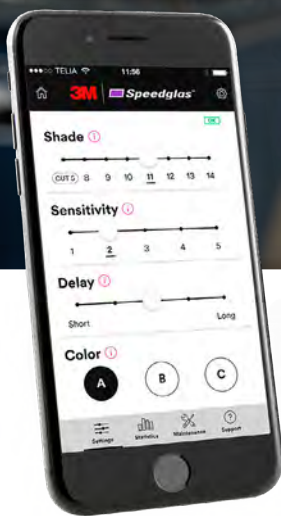 TELIA 11:56
3M Speedglas™
OK
Shade
CUT 5 8 9 10 11 12 13 14
Sensitivity
1 2 3 4 5
Delay
Short Long
Color
A B C
Settings Statistics Maintenance Support